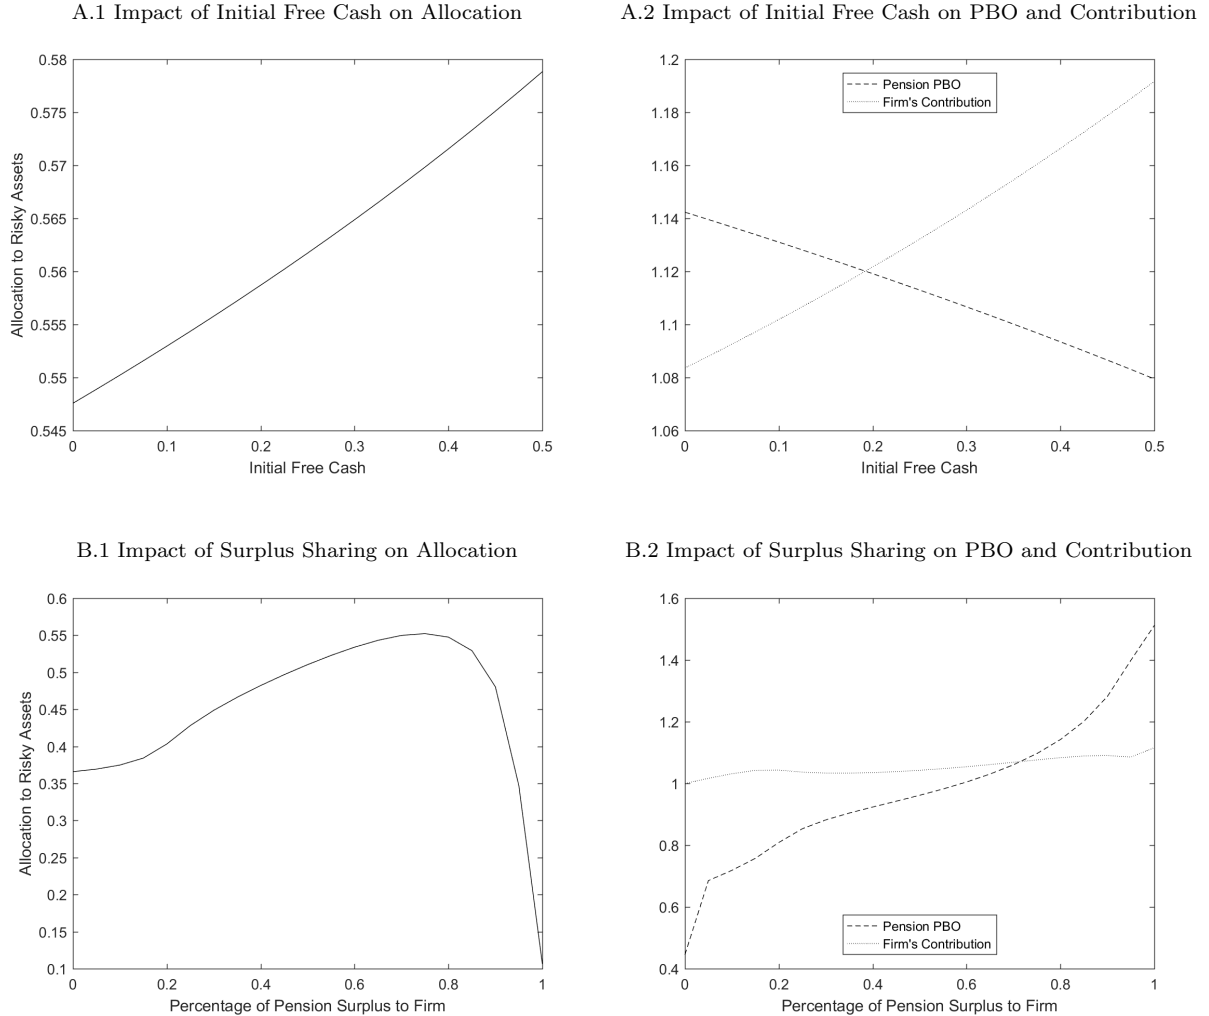 A.1 Impact of Initial Free Cash on Allocation
0.58
0.575
0.57
0.565
0.56
0.555
0.55
0.545
Allocation to Risky Assets
0 0.1 0.2 0.3 0.4 0.5
Initial Free Cash
A.2 Impact of Initial Free Cash on PBO and Contribution
1.2
1.18
1.16
1.14
1.12
1.1
1.08
1.06
Pension PBO
Firm's Contribution
0 0.1 0.2 0.3 0.4 0.5
Initial Free Cash
B.1 Impact of Surplus Sharing on Allocation
0.6
0.55
0.5
0.45
0.4
0.35
0.3
0.25
0.2
0.15
0.1
Allocation to Risky Assets
0 0.2 0.4 0.6 0.8 1
Percentage of Pension Surplus to Firm
B.2 Impact of Surplus Sharing on PBO and Contribution
1.6
1.4
1.2
1
0.8
0.6
0.4
Pension PBO
Firm's Contribution
0 0.2 0.4 0.6 0.8 1
Percentage of Pension Surplus to Firm